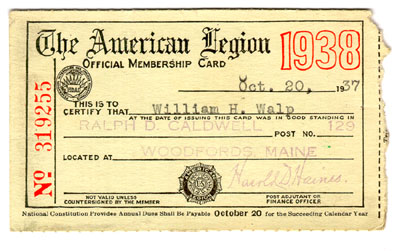 The American Legion 1938
OFFICIAL MEMBERSHIP CARD
Oct. 20, 1937
THIS IS TO
CERTIFY THAT William H. Walp
AT THE DATE OF ISSUING THIS CARD WAS IN GOOD STANDING IN
RALPH D. CALDWELL POST NO. 129
LOCATED AT WOODFORDS, MAINE
No 319255
Harold D. Haines.
NOT VALID UNLESS
COUNTERSIGNED BY THE MEMBER
POST ADJUTANT OR
FINANCE OFFICER
National Constitution Provides Annual Dues Shall Be Payable October 20 for the Succeeding Calendar Year